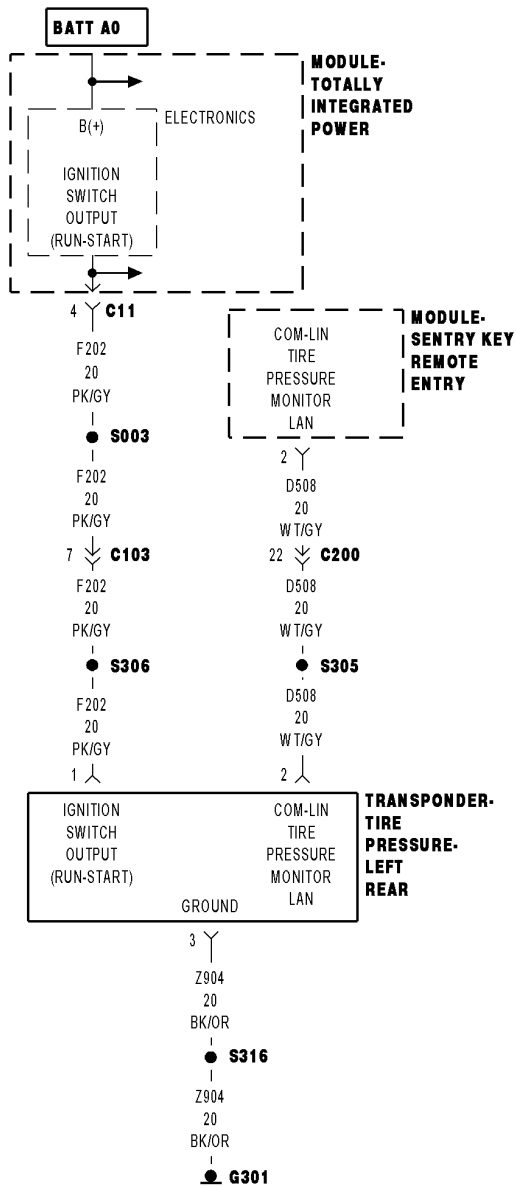 BATT A0
MODULE-
TOTALLY
INTEGRATED
POWER
ELECTRONICS
B(+)
IGNITION
SWITCH
OUTPUT
(RUN-START)
4 C11
F202
20
PK/GY
S003
F202
20
PK/GY
7 C103
F202
20
PK/GY
S306
F202
20
PK/GY
1
MODULE-
SENTRY KEY
REMOTE
ENTRY
COM-LIN
TIRE
PRESSURE
MONITOR
LAN
2
D508
20
WT/GY
22 C200
D508
20
WT/GY
S305
D508
20
WT/GY
2
TRANSPONDER-
TIRE
PRESSURE-
LEFT
REAR
IGNITION
SWITCH
OUTPUT
(RUN-START)
COM-LIN
TIRE
PRESSURE
MONITOR
LAN
GROUND
3
Z904
20
BK/OR
S316
Z904
20
BK/OR
G301